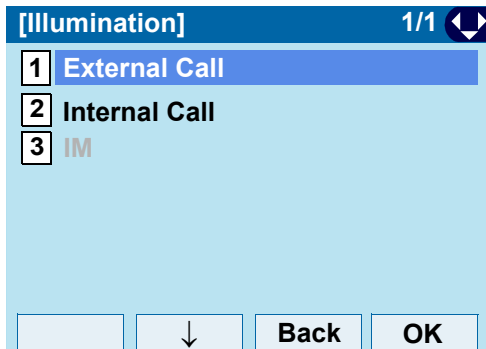 [Illumination] 1/1
1 External Call
2 Internal Call
3 IM
↓ Back OK